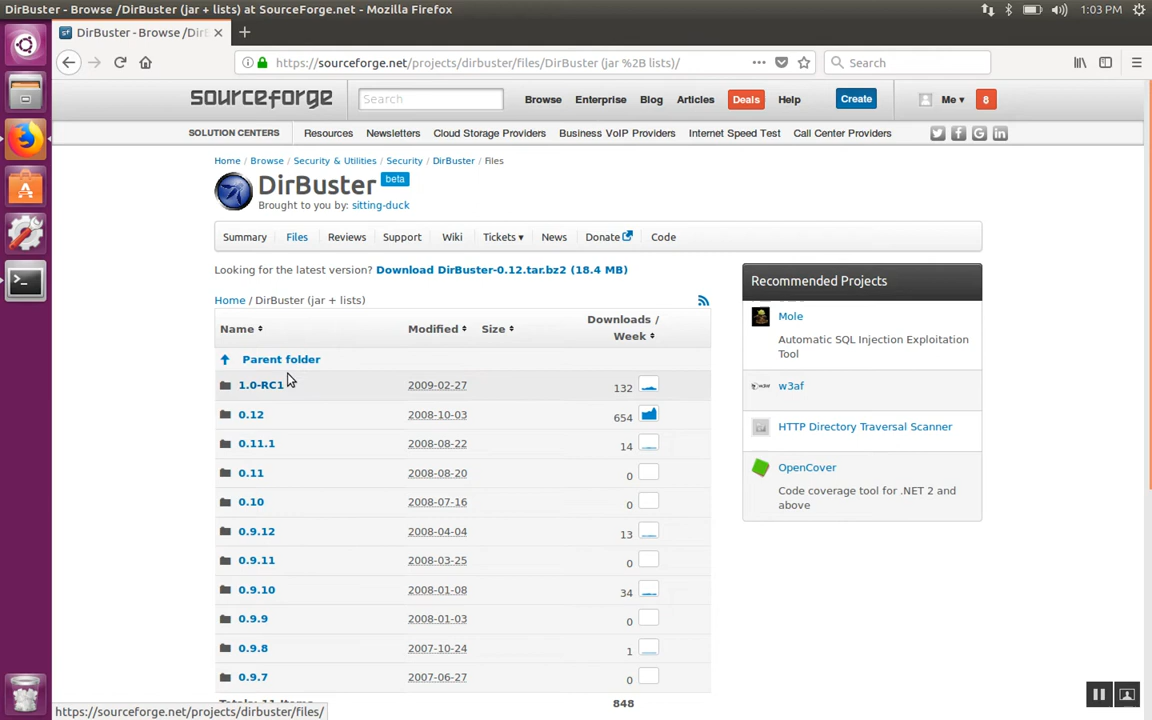 DirBuster - Browse /DirBuster (jar + lists) at SourceForge.net - Mozilla Firefox
1:03 PM
sf DirBuster - Browse /DirB
https://sourceforge.net/projects/dirbuster/files/DirBuster (jar %2B lists)/
Search
sourceforge
Search
Browse
Enterprise
Blog
Articles
Deals
Help
Create
Me
8
SOLUTION CENTERS
Resources
Newsletters
Cloud Storage Providers
Business VoIP Providers
Internet Speed Test
Call Center Providers
Home / Browse / Security & Utilities / Security / DirBuster / Files
DirBuster beta
Brought to you by: sitting-duck
Summary
Files
Reviews
Support
Wiki
Tickets
News
Donate
Code
Looking for the latest version? Download DirBuster-0.12.tar.bz2 (18.4 MB)
Home / DirBuster (jar + lists)
Name Modified Size Downloads / Week
Parent folder
1.0-RC1 2009-02-27 132
0.12 2008-10-03 654
0.11.1 2008-08-22 14
0.11 2008-08-20 0
0.10 2008-07-16 0
0.9.12 2008-04-04 13
0.9.11 2008-03-25 0
0.9.10 2008-01-08 34
0.9.9 2008-01-03 0
0.9.8 2007-10-24 1
0.9.7 2007-06-27 0
Totals: 11 Items 848
Recommended Projects
Mole
Automatic SQL Injection Exploitation
Tool
w3af
HTTP Directory Traversal Scanner
OpenCover
Code coverage tool for .NET 2 and
above
https://sourceforge.net/projects/dirbuster/files/